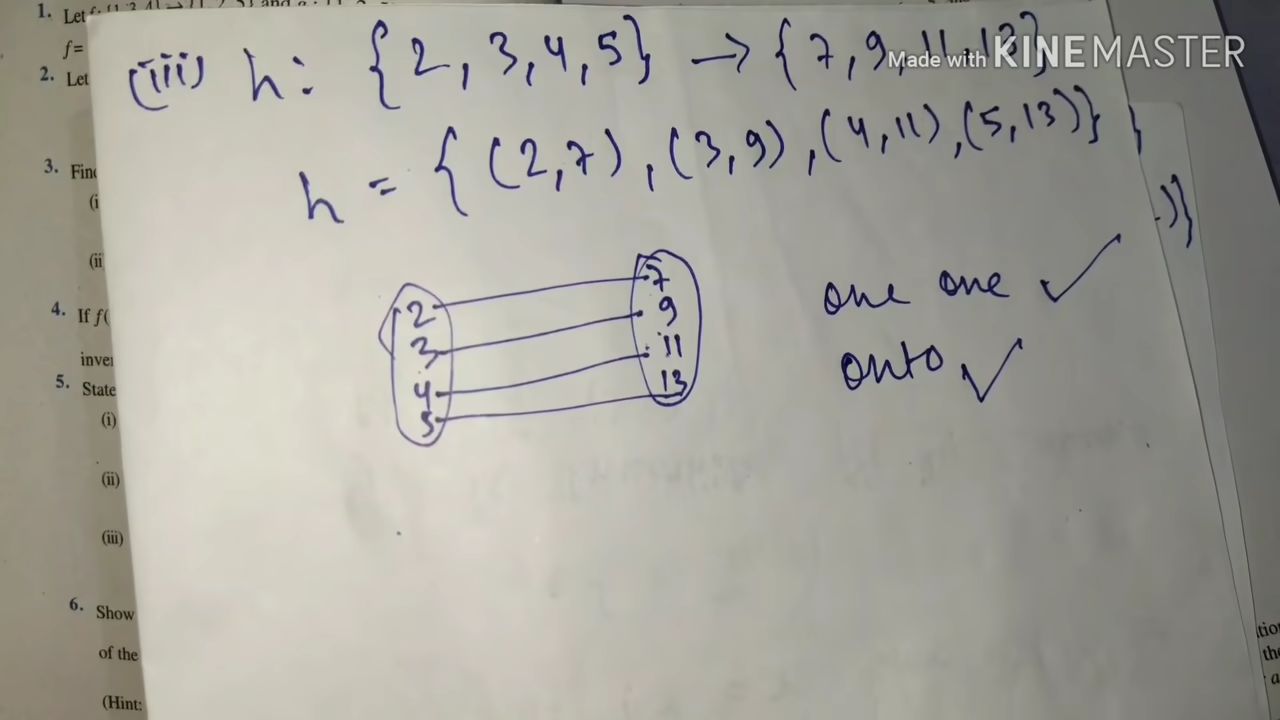 1. Let
f=
2. Let
(iii) h: {2, 3, 4, 5} → {7, 9, 11, 13}
Made with KINEMASTER
h = { (2,7), (3,9), (4,11), (5,13)} }
)}
3. Find
(i
(ii
2 7
3 9
4 11
5 13
one one ✓
onto ✓
4. If f(
inver
5. State
(i)
(ii)
(iii)
6. Show
of the
(Hint:
the